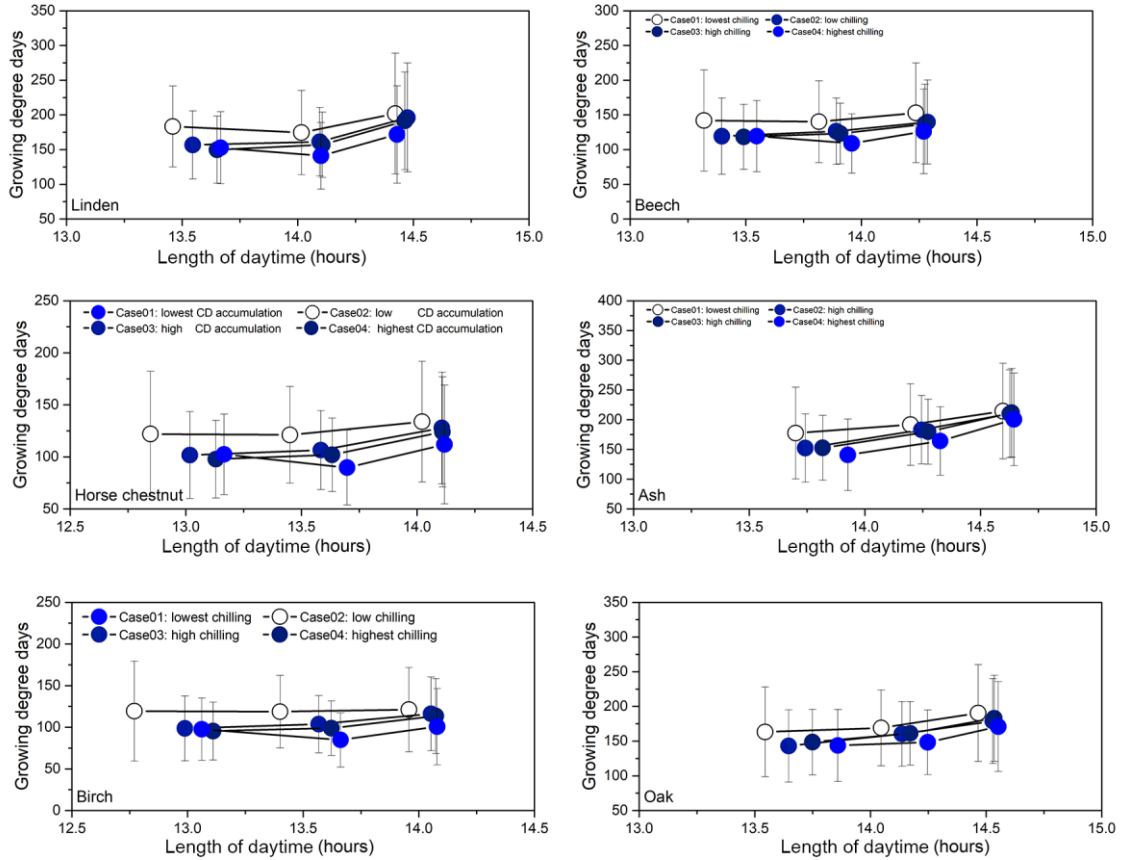 350
300
250
200
150
100
50
Growing degree days
Linden
13.0 13.5 14.0 14.5 15.0
Length of daytime (hours)
300
250
200
150
100
50
0
Growing degree days
Case01: lowest chilling Case02: low chilling
Case03: high chilling Case04: highest chilling
Beech
13.0 13.5 14.0 14.5 15.0
Length of daytime (hours)
250
200
150
100
50
Growing degree days
Case01: lowest CD accumulation Case02: low CD accumulation
Case03: high CD accumulation Case04: highest CD accumulation
Horse chestnut
12.5 13.0 13.5 14.0 14.5
Length of daytime (hours)
400
350
300
250
200
150
100
50
Growing degree days
Case01: lowest chilling Case02: high chilling
Case03: high chilling Case04: highest chilling
Ash
13.0 13.5 14.0 14.5 15.0
Length of daytime (hours)
250
200
150
100
50
0
Growing degree days
Case01: lowest chilling Case02: low chilling
Case03: high chilling Case04: highest chilling
Birch
12.5 13.0 13.5 14.0 14.5
Length of daytime (hours)
350
300
250
200
150
100
50
Growing degree days
Oak
13.0 13.5 14.0 14.5 15.0
Length of daytime (hours)